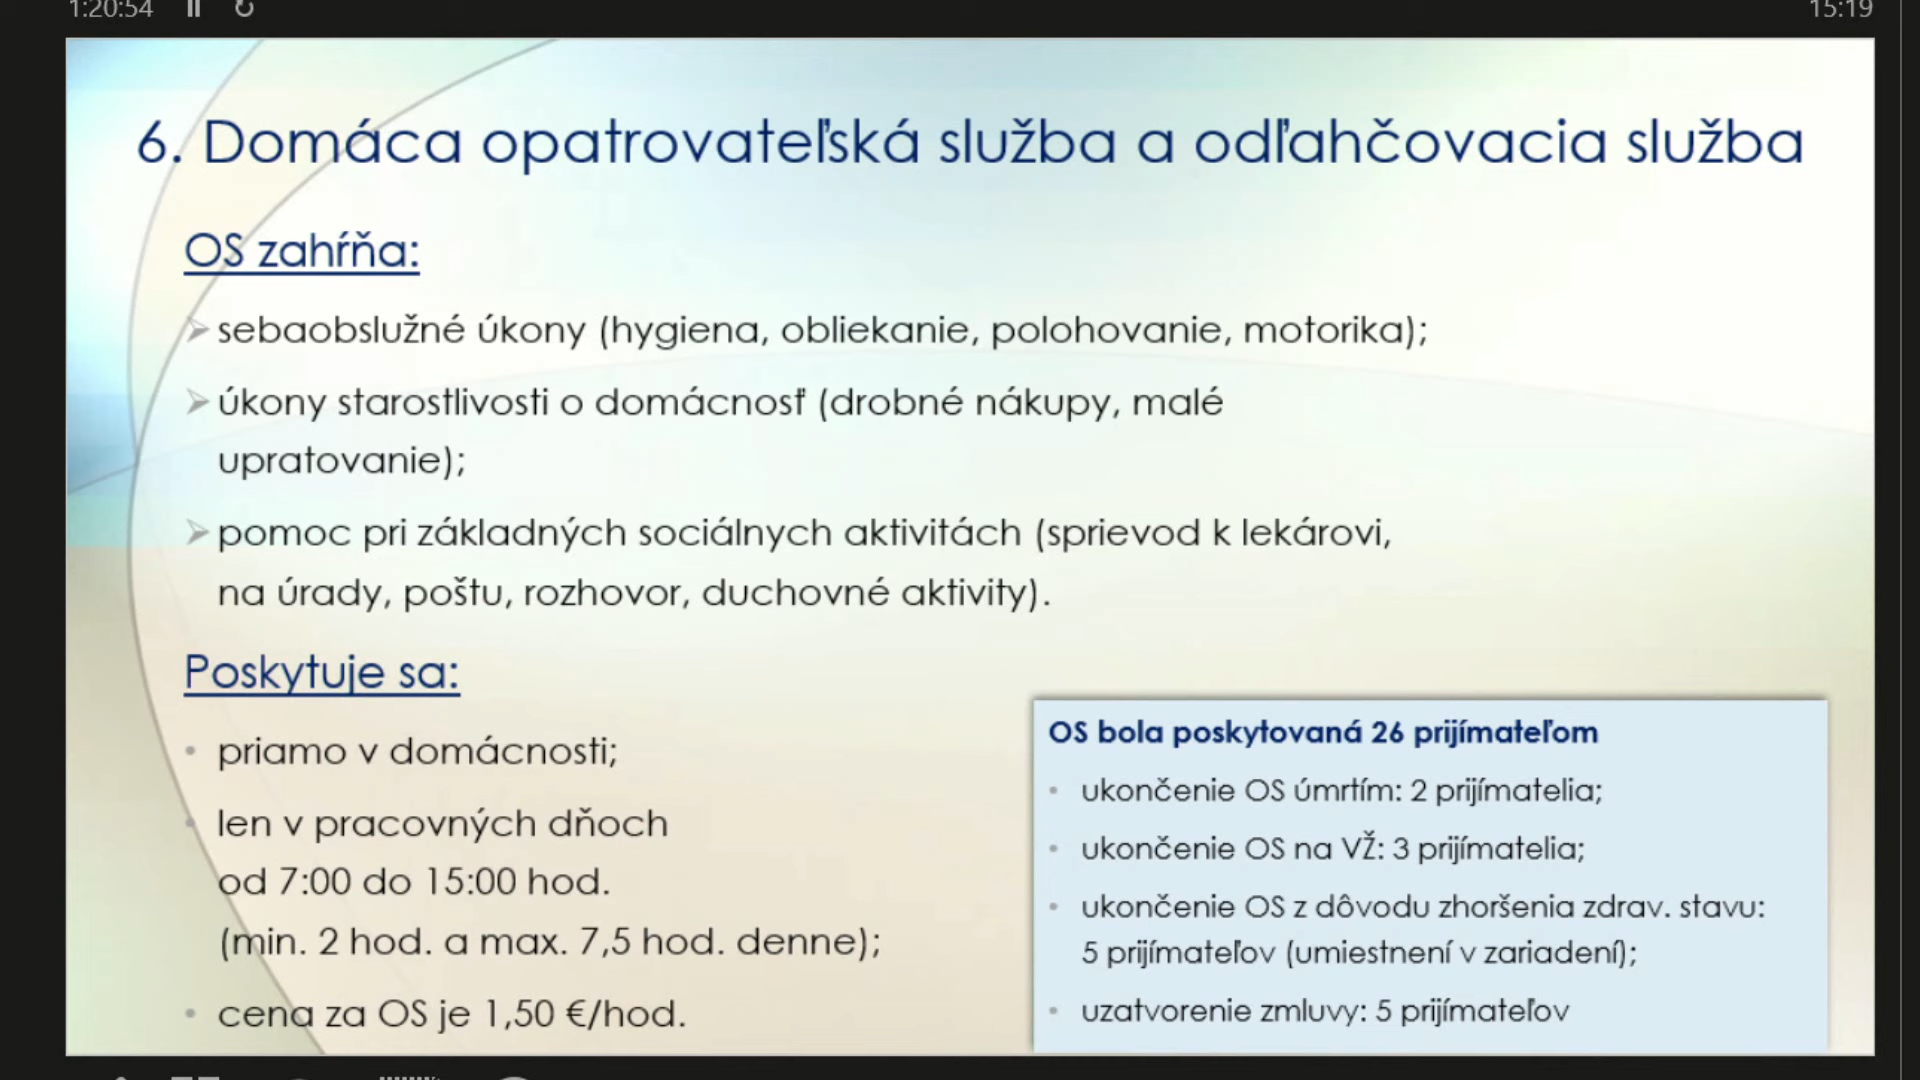 1:20:54
15:19
6. Domáca opatrovateľská služba a odľahčovacia služba
OS zahŕňa:
sebaobslužné úkony (hygiena, obliekanie, polohovanie, motorika);
úkony starostlivosti o domácnosť (drobné nákupy, malé
upratovanie);
pomoc pri základných sociálnych aktivitách (sprievod k lekárovi,
na úrady, poštu, rozhovor, duchovné aktivity).
Poskytuje sa:
priamo v domácnosti;
len v pracovných dňoch
od 7:00 do 15:00 hod.
(min. 2 hod. a max. 7,5 hod. denne);
cena za OS je 1,50 €/hod.
OS bola poskytovaná 26 prijímateľom
ukončenie OS úmrtím: 2 prijímatelia;
ukončenie OS na VŽ: 3 prijímatelia;
ukončenie OS z dôvodu zhoršenia zdrav. stavu:
5 prijímateľov (umiestnení v zariadení);
uzatvorenie zmluvy: 5 prijímateľov